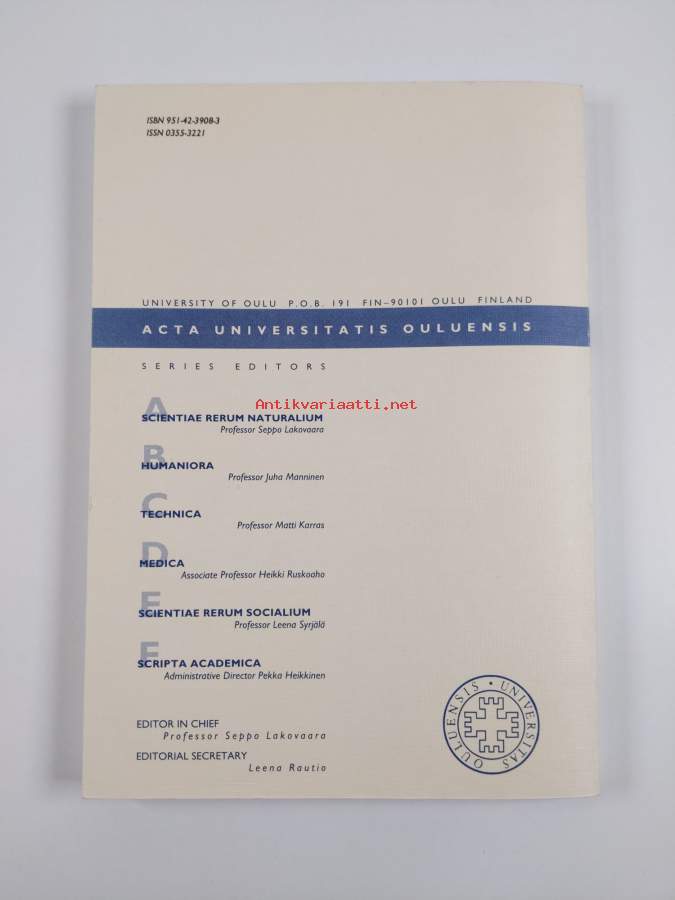 ISBN 951-42-3908-3
ISSN 0355-3221
UNIVERSITY OF OULU P.O.B. 191 FIN–90101 OULU FINLAND
ACTA UNIVERSITATIS OULUENSIS
SERIES EDITORS
Antikvariaatti.net
A
SCIENTIAE RERUM NATURALIUM
Professor Seppo Lakovaara
B
HUMANIORA
Professor Juha Manninen
C
TECHNICA
Professor Matti Karras
D
MEDICA
Associate Professor Heikki Ruskoaho
E
SCIENTIAE RERUM SOCIALIUM
Professor Leena Syrjälä
F
SCRIPTA ACADEMICA
Administrative Director Pekka Heikkinen
EDITOR IN CHIEF
Professor Seppo Lakovaara
EDITORIAL SECRETARY
Leena Rautio
UNIVERSITAS OULUENSIS